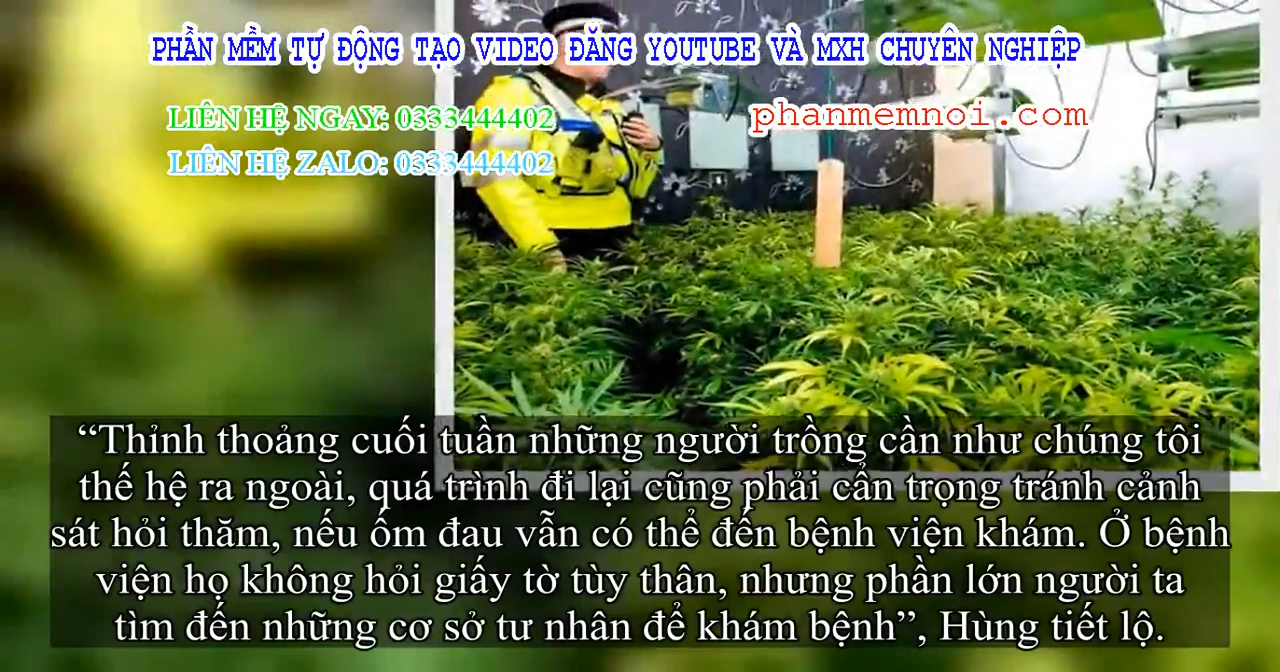 PHẦN MỀM TỰ ĐỘNG TẠO VIDEO ĐĂNG YOUTUBE VÀ MXH CHUYÊN NGHIỆP
LIÊN HỆ NGAY: 0333444402
phanmemnoi.com
LIÊN HỆ ZALO: 0333444402
“Thỉnh thoảng cuối tuần những người trồng cần như chúng tôi
thế hệ ra ngoài, quá trình đi lại cũng phải cẩn trọng tránh cảnh
sát hỏi thăm, nếu ốm đau vẫn có thể đến bệnh viện khám. Ở bệnh
viện họ không hỏi giấy tờ tùy thân, nhưng phần lớn người ta
tìm đến những cơ sở tư nhân để khám bệnh”, Hùng tiết lộ.